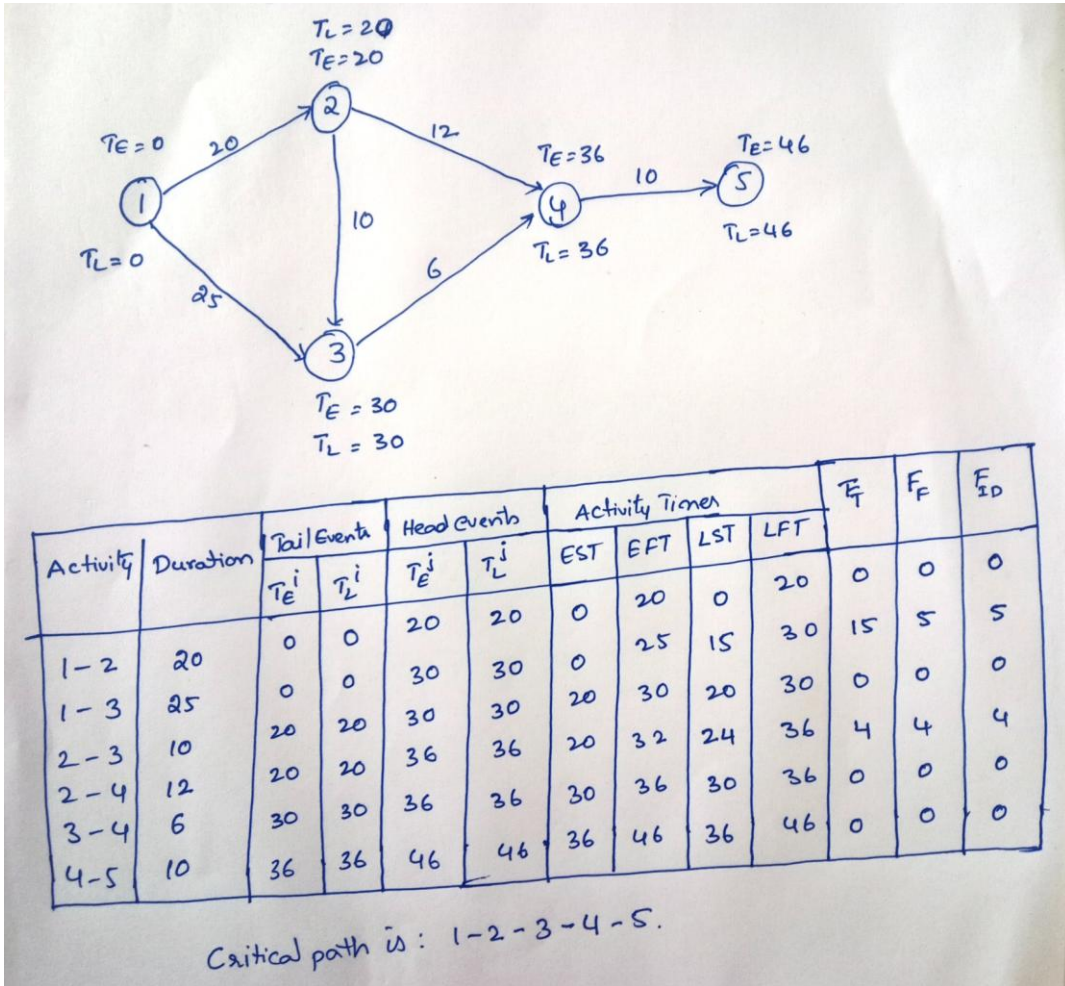 TL = 20
TE = 20
2
TE = 0
20
12
TE = 36
TE = 46
1
10
4
10
5
TL = 0
TL = 36
TL = 46
25
6
3
TE = 30
TL = 30
Activity Duration Tail Events Head events Activity Times FT FF FID
TE^i TL^i TE^j TL^j EST EFT LST LFT
1-2 20 0 0 20 20 0 20 0 20 0 0 0
1-3 25 0 0 30 30 0 25 15 30 15 5 5
2-3 10 20 20 30 30 20 30 20 30 0 0 0
2-4 12 20 20 36 36 20 32 24 36 4 4 4
3-4 6 30 30 36 36 30 36 30 36 0 0 0
4-5 10 36 36 46 46 36 46 36 46 0 0 0
Critical path is : 1-2-3-4-5.